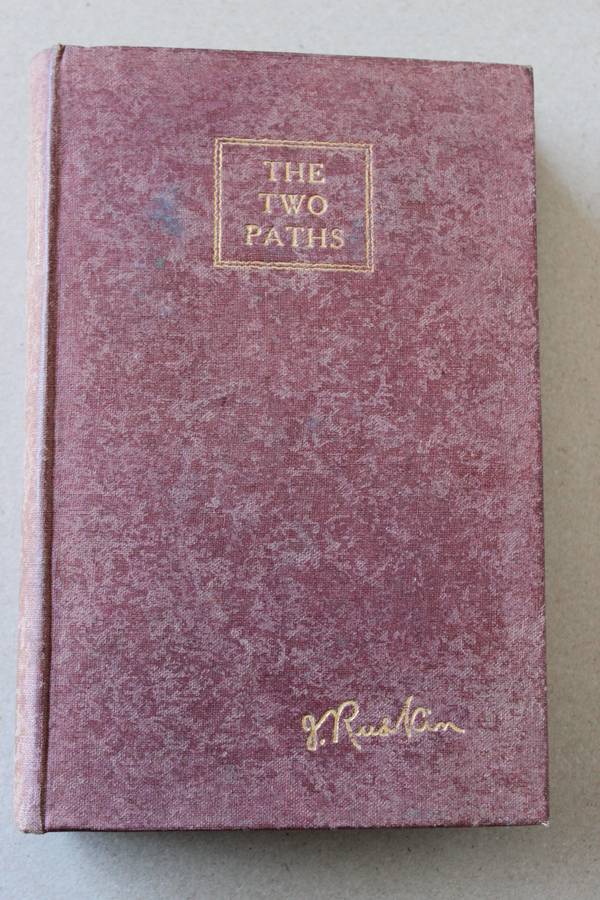 THE
TWO
PATHS
J. Ruskin